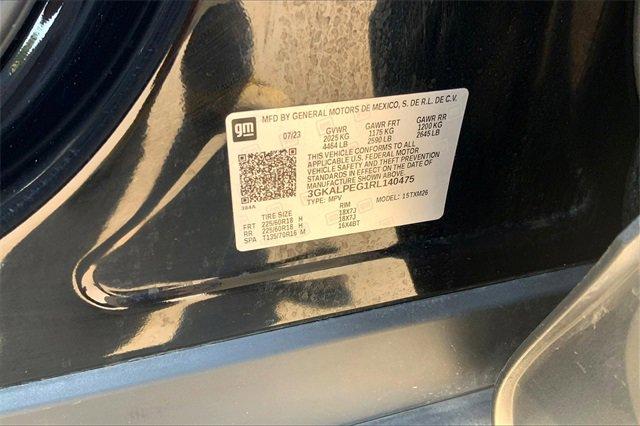 MFD BY GENERAL MOTORS DE MEXICO, S. DE R.L. DE C.V.
gm
07/23 GVWR GAWR FRT GAWR RR
2025 KG 1175 KG 1200 KG
4464 LB 2590 LB 2645 LB
THIS VEHICLE CONFORMS TO ALL
APPLICABLE U.S. FEDERAL MOTOR
VEHICLE SAFETY AND THEFT PREVENTION
STANDARDS IN EFFECT ON THE DATE OF
MANUFACTURE SHOWN ABOVE.
3GKALPEG1RL140475
TYPE: MPV MODEL: 15TXM26
TIRE SIZE RIM
FRT 225/60R18 H 18X7J
RR 225/60R18 H 18X7J
SPA T135/70R16 M 16X4BT